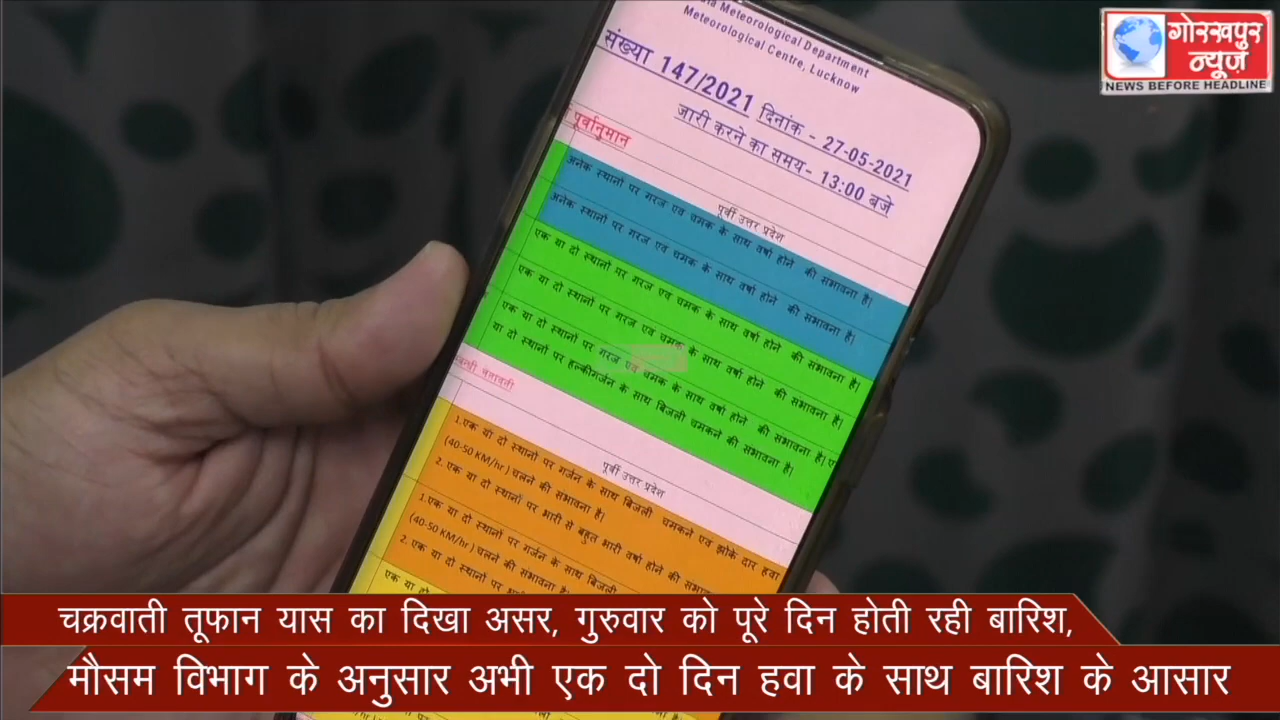 Meteorological Department
Meteorological Centre, Lucknow
संख्या 147/2021 दिनांक - 27-05-2021
जारी करने का समय- 13:00 बजे
पूर्वानुमान
पूर्वी उत्तर प्रदेश
अनेक स्थानों पर गरज एवं चमक के साथ वर्षा होने की संभावना है|
अनेक स्थानों पर गरज एवं चमक के साथ वर्षा होने की संभावना है|
एक या दो स्थानों पर गरज एवं चमक के साथ वर्षा होने की संभावना है|
एक या दो स्थानों पर गरज एवं चमक के साथ वर्षा होने की संभावना है|
एक या दो स्थानों पर गरज एवं चमक के साथ वर्षा होने की संभावना है|
या दो स्थानों पर हल्कीगर्जन के साथ बिजली चमकने की संभावना है|
पूर्वी उत्तर प्रदेश
1.एक या दो स्थानों पर गर्जन के साथ बिजली चमकने एवं झोके दार हवा
(40-50 KM/hr) चलने की संभावना है|
2. एक या दो स्थानों पर भारी से बहुत भारी वर्षा होने की
1.एक या दो स्थानों पर गर्जन के साथ बिजली
(40-50 KM/hr) चलने की संभावना है|
2. एक या दो स्थानों पर
एक या
गोरखपुर
न्यूज़
NEWS BEFORE HEADLINE
चक्रवाती तूफान यास का दिखा असर, गुरुवार को पूरे दिन होती रही बारिश,
मौसम विभाग के अनुसार अभी एक दो दिन हवा के साथ बारिश के आसार